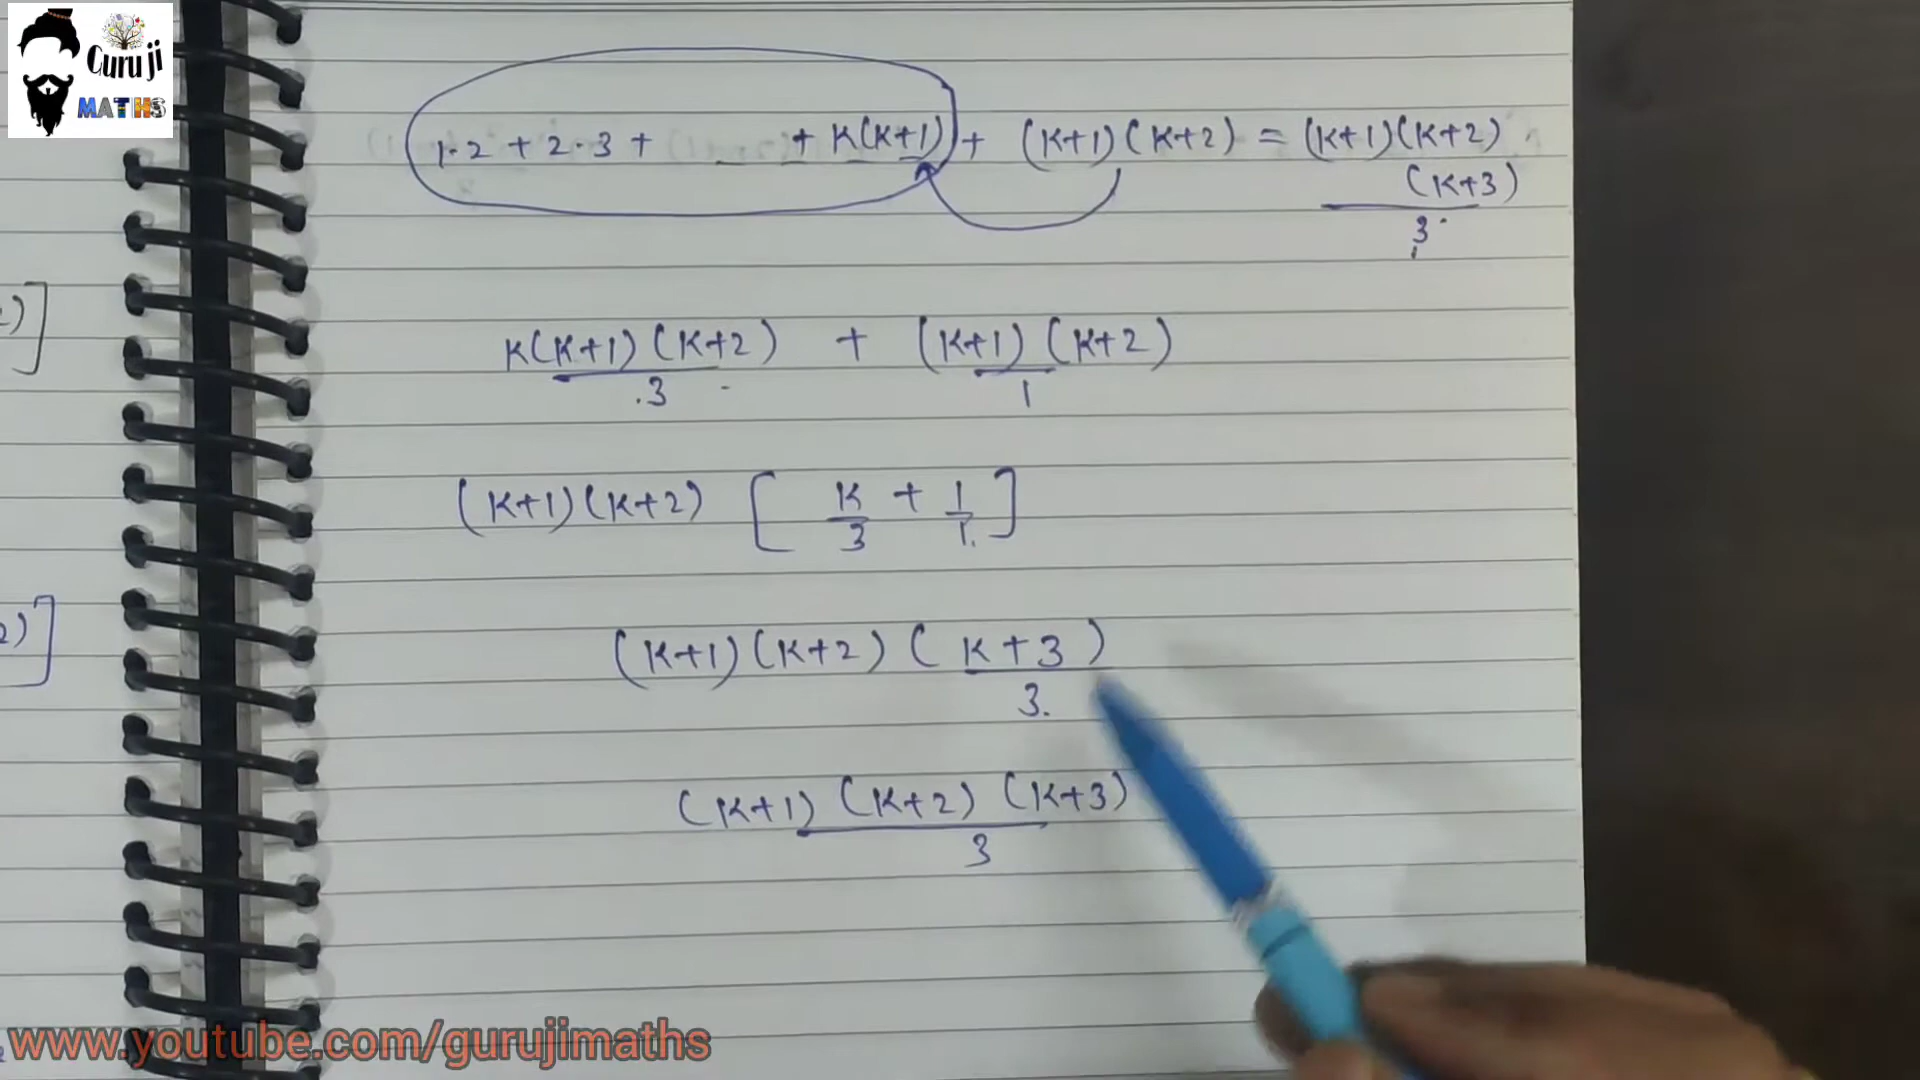 Guru ji
MATHS
1·2 + 2·3 + _ _ + K(K+1) + (K+1)(K+2) = (K+1)(K+2)
(K+3)
3
K(K+1)(K+2) + (K+1)(K+2)
3 1
(K+1)(K+2) [ K/3 + 1/1 ]
(K+1)(K+2)(K+3)
3
(K+1)(K+2)(K+3)
3
www.youtube.com/gurujimaths